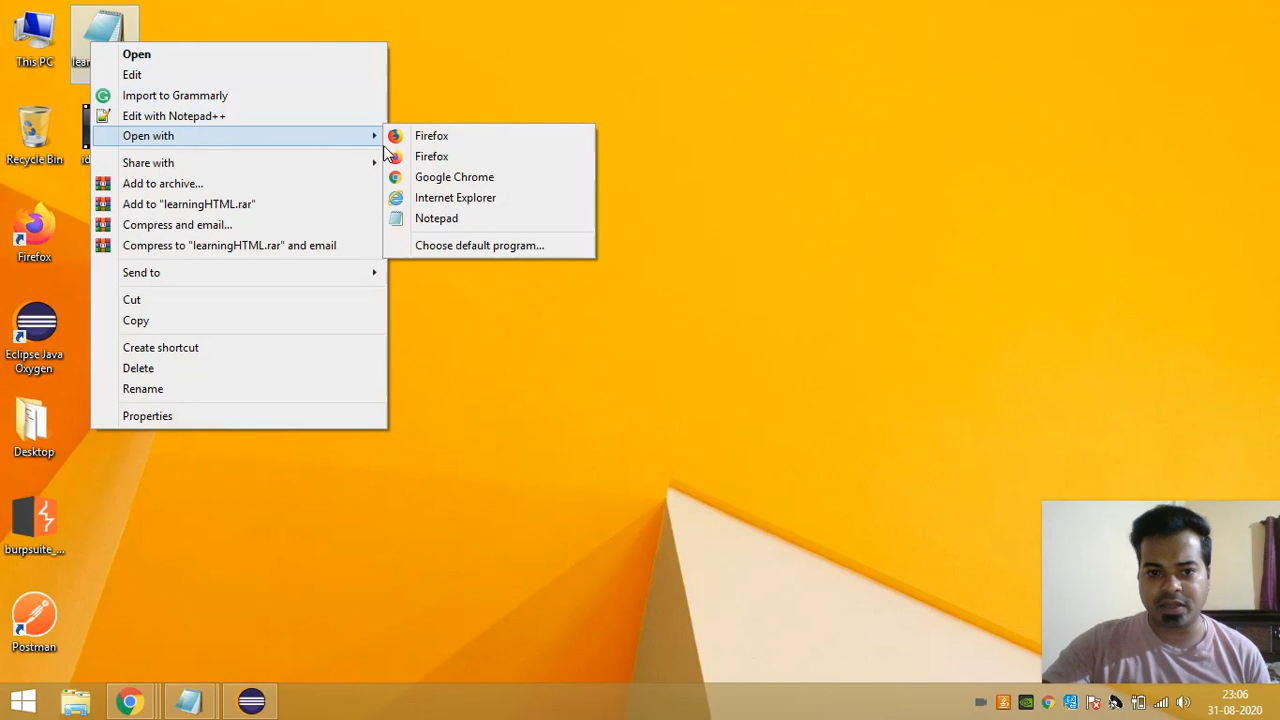 This PC
Recycle Bin
Firefox
Eclipse Java
Oxygen
Desktop
burpsuite_...
Postman
Open
Edit
Import to Grammarly
Edit with Notepad++
Open with
Share with
Add to archive...
Add to "learningHTML.rar"
Compress and email...
Compress to "learningHTML.rar" and email
Send to
Cut
Copy
Create shortcut
Delete
Rename
Properties
Firefox
Firefox
Google Chrome
Internet Explorer
Notepad
Choose default program...
23:06
31-08-2020